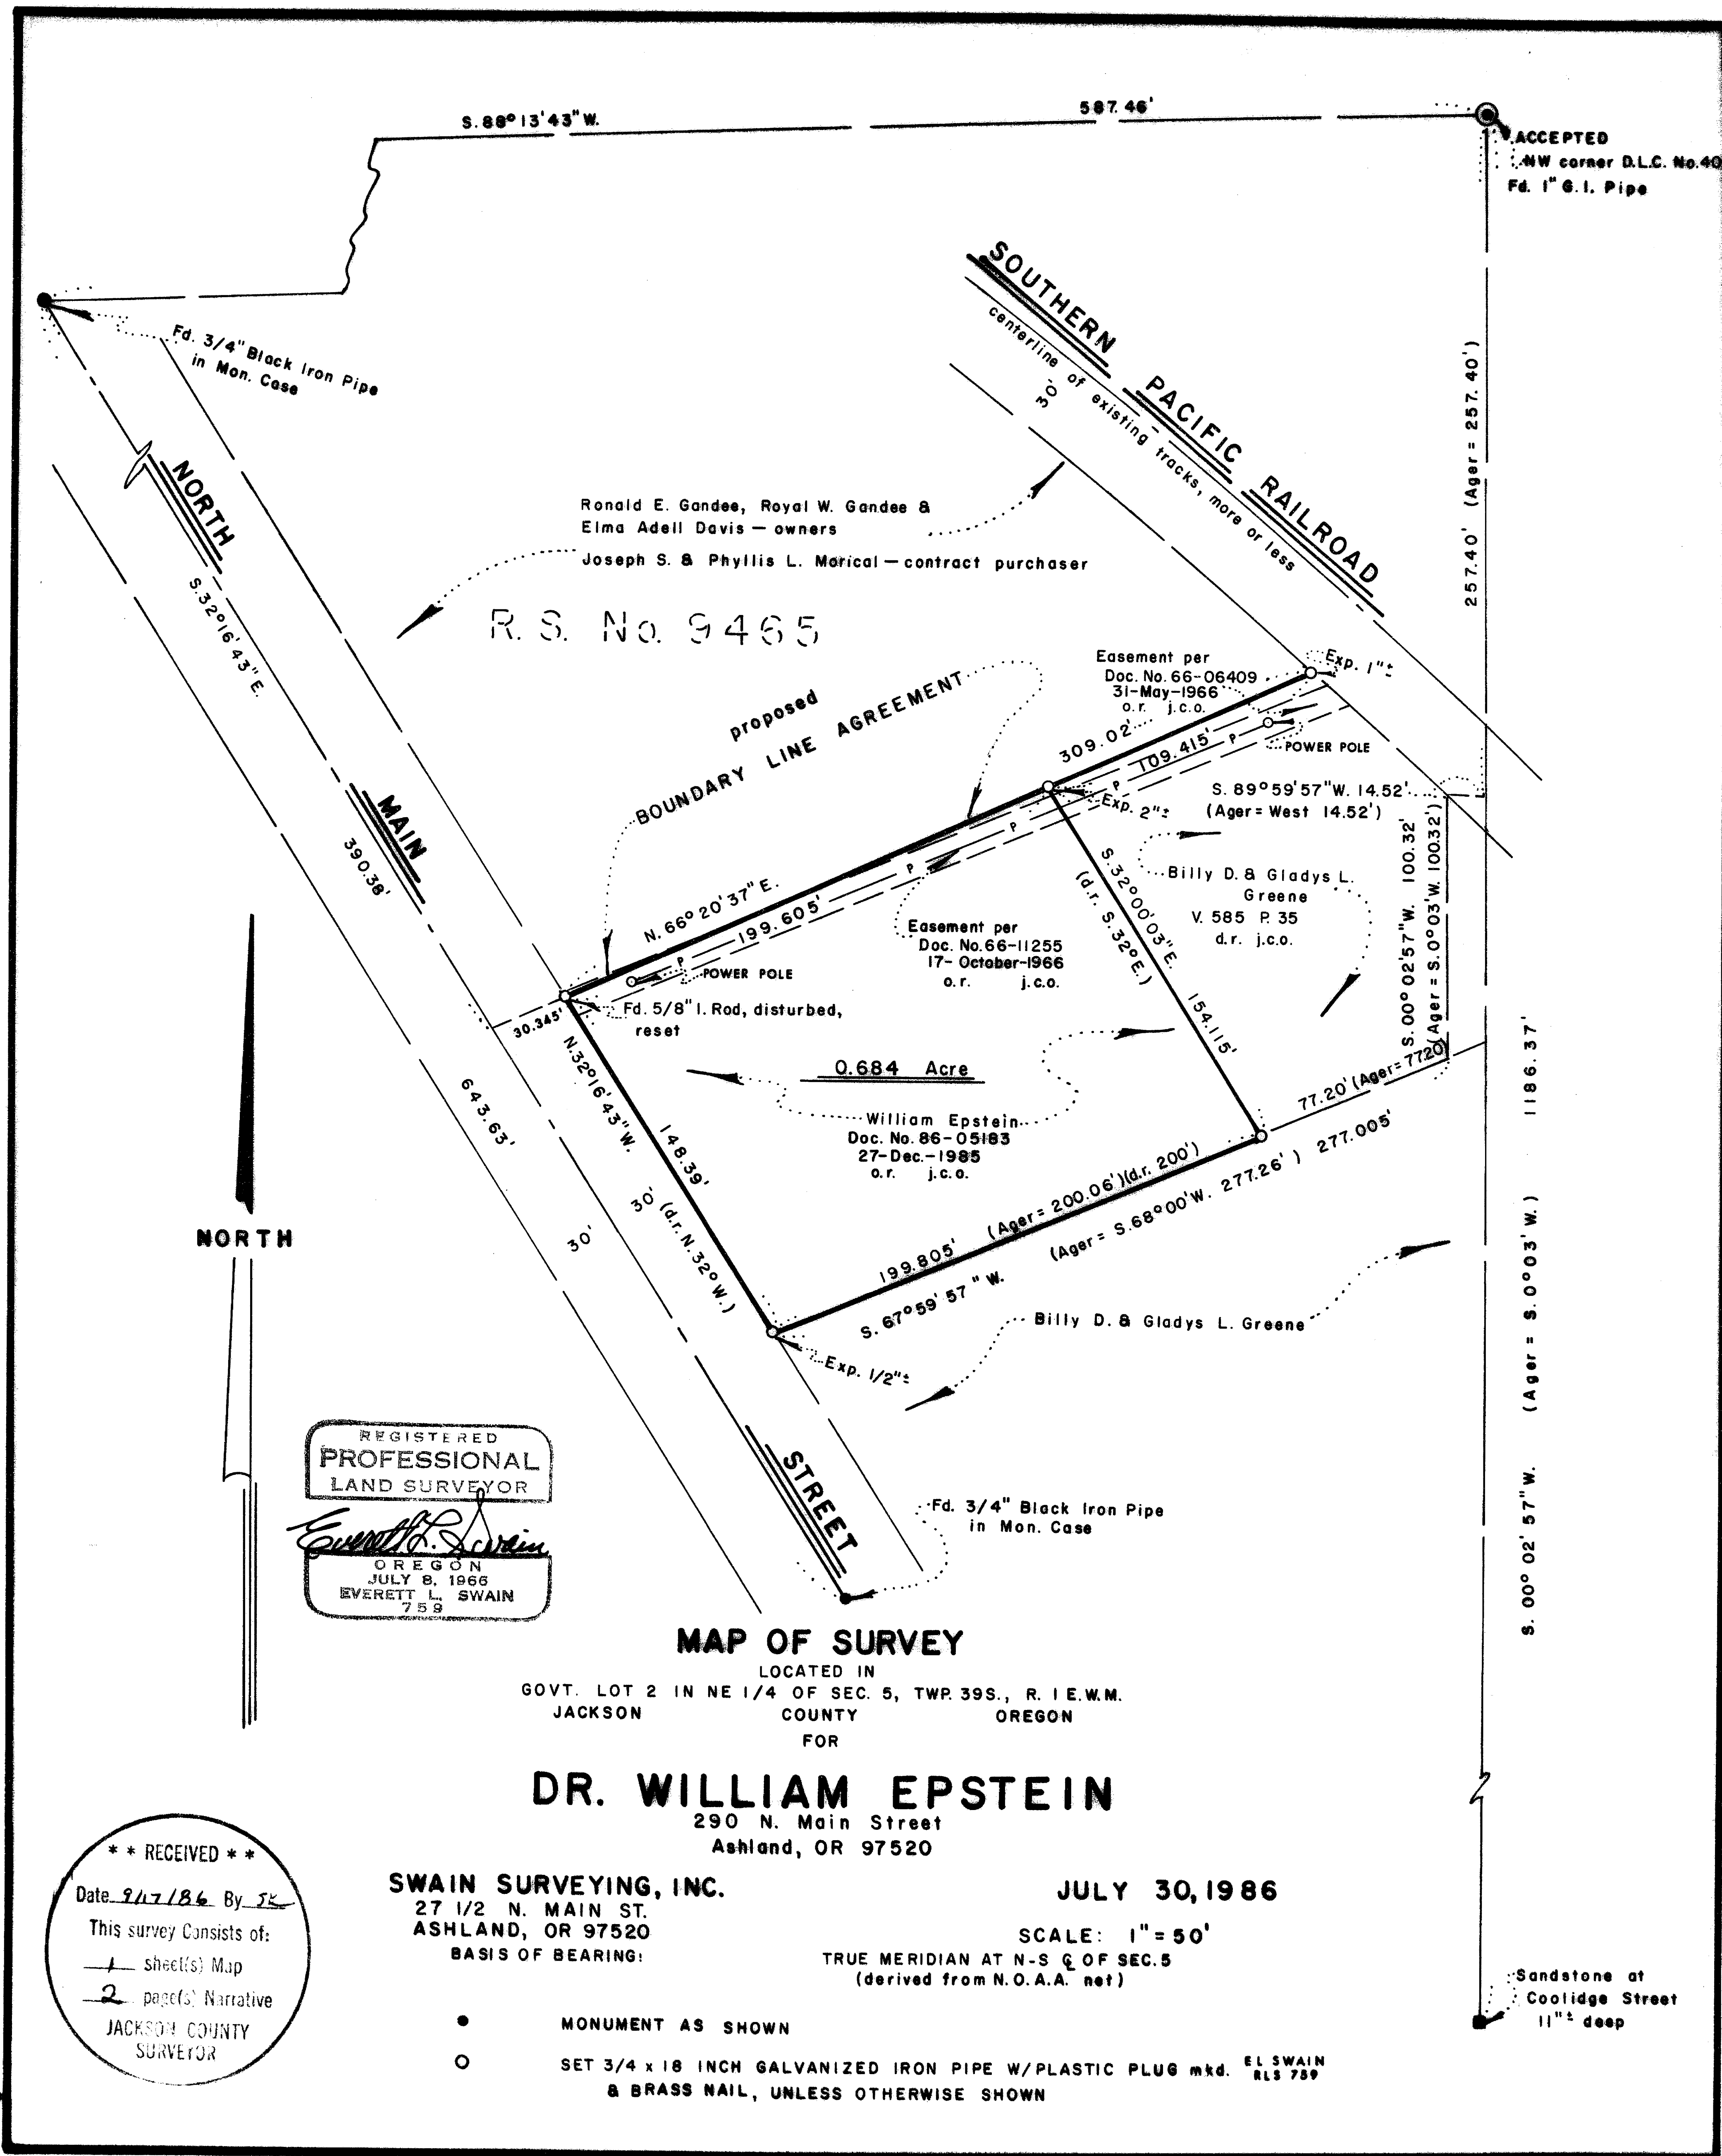 S. 88° 13' 43" W.
587.46'
ACCEPTED
NW corner D.L.C. No.40
Fd. 1" G.I. Pipe
Fd. 3/4" Black Iron Pipe
in Mon. Case
SOUTHERN PACIFIC RAILROAD
centerline of existing tracks, more or less
30'
257.40' (Ager = 257.40')
NORTH
S.32°16'43"E.
Ronald E. Gandee, Royal W. Gandee &
Elma Adell Davis — owners
Joseph S. & Phyllis L. Morical — contract purchaser
R. S. No. 9465
proposed
BOUNDARY LINE AGREEMENT
Easement per
Doc. No. 66-06409
31-May-1966
o.r. j.c.o.
Exp. 1"±
309.02'
109.415'
P
P
POWER POLE
MAIN
390.38'
Exp. 2"±
S. 89°59'57"W. 14.52'
(Ager = West 14.52')
P
P
N. 66° 20' 37" E.
199.605'
P
POWER POLE
Easement per
Doc. No. 66-11255
17- October-1966
o.r. j.c.o.
S.32°00'03"E.
(d.r. S.32°E.)
154.115'
Billy D. & Gladys L.
Greene
V. 585 P. 35
d.r. j.c.o.
S. 00° 02' 57" W. 100.32'
(Ager = S.0°03'W. 100.32')
30.345'
Fd. 5/8" I. Rod, disturbed,
reset
0.684 Acre
N.32°16'43"W.
148.39'
(d.r. N.32°W.)
William Epstein
Doc. No. 86-05183
27-Dec.-1985
o.r. j.c.o.
643.63'
30'
30'
77.20' (Ager = 77.20)
199.805' (Ager = 200.06')(d.r. 200')
S. 67° 59' 57" W. (Ager = S.68°00'W. 277.26') 277.005'
S. 00° 02' 57" W. (Ager = S. 0°03' W.) 1186.37'
NORTH
Billy D. & Gladys L. Greene
Exp. 1/2"±
STREET
Fd. 3/4" Black Iron Pipe
in Mon. Case
REGISTERED
PROFESSIONAL
LAND SURVEYOR
Everett L. Swain
OREGON
JULY 8, 1966
EVERETT L. SWAIN
759
MAP OF SURVEY
LOCATED IN
GOVT. LOT 2 IN NE 1/4 OF SEC. 5, TWP. 39S., R. 1 E.W.M.
JACKSON COUNTY OREGON
FOR
DR. WILLIAM EPSTEIN
290 N. Main Street
Ashland, OR 97520
SWAIN SURVEYING, INC.
27 1/2 N. MAIN ST.
ASHLAND, OR 97520
JULY 30, 1986
SCALE: 1" = 50'
BASIS OF BEARING: TRUE MERIDIAN AT N-S ℄ OF SEC. 5
(derived from N.O.A.A. net)
* * RECEIVED * *
Date 9/17/86 By SK
This survey Consists of:
1 sheet(s) Map
2 page(s) Narrative
JACKSON COUNTY
SURVEYOR
● MONUMENT AS SHOWN
○ SET 3/4 x 18 INCH GALVANIZED IRON PIPE W/PLASTIC PLUG mkd. EL SWAIN RLS 759
& BRASS NAIL, UNLESS OTHERWISE SHOWN
Sandstone at
Coolidge Street
11"± deep